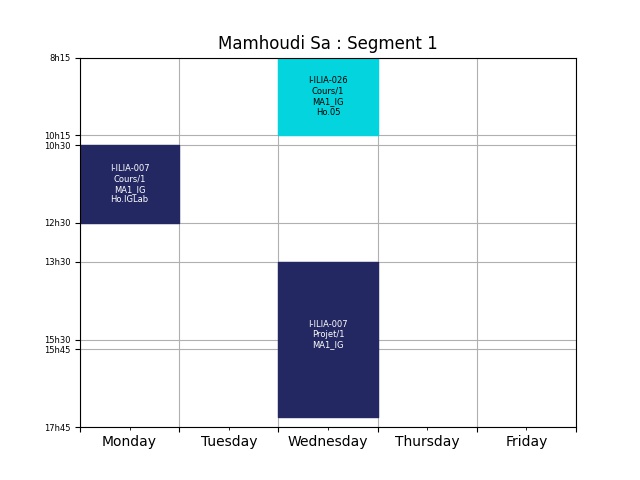 Mamhoudi Sa : Segment 1
8h15
I-ILIA-026
Cours/1
MA1_IG
Ho.05
10h15
10h30
I-ILIA-007
Cours/1
MA1_IG
Ho.IGLab
12h30
13h30
I-ILIA-007
Projet/1
MA1_IG
15h30
15h45
17h45
Monday Tuesday Wednesday Thursday Friday